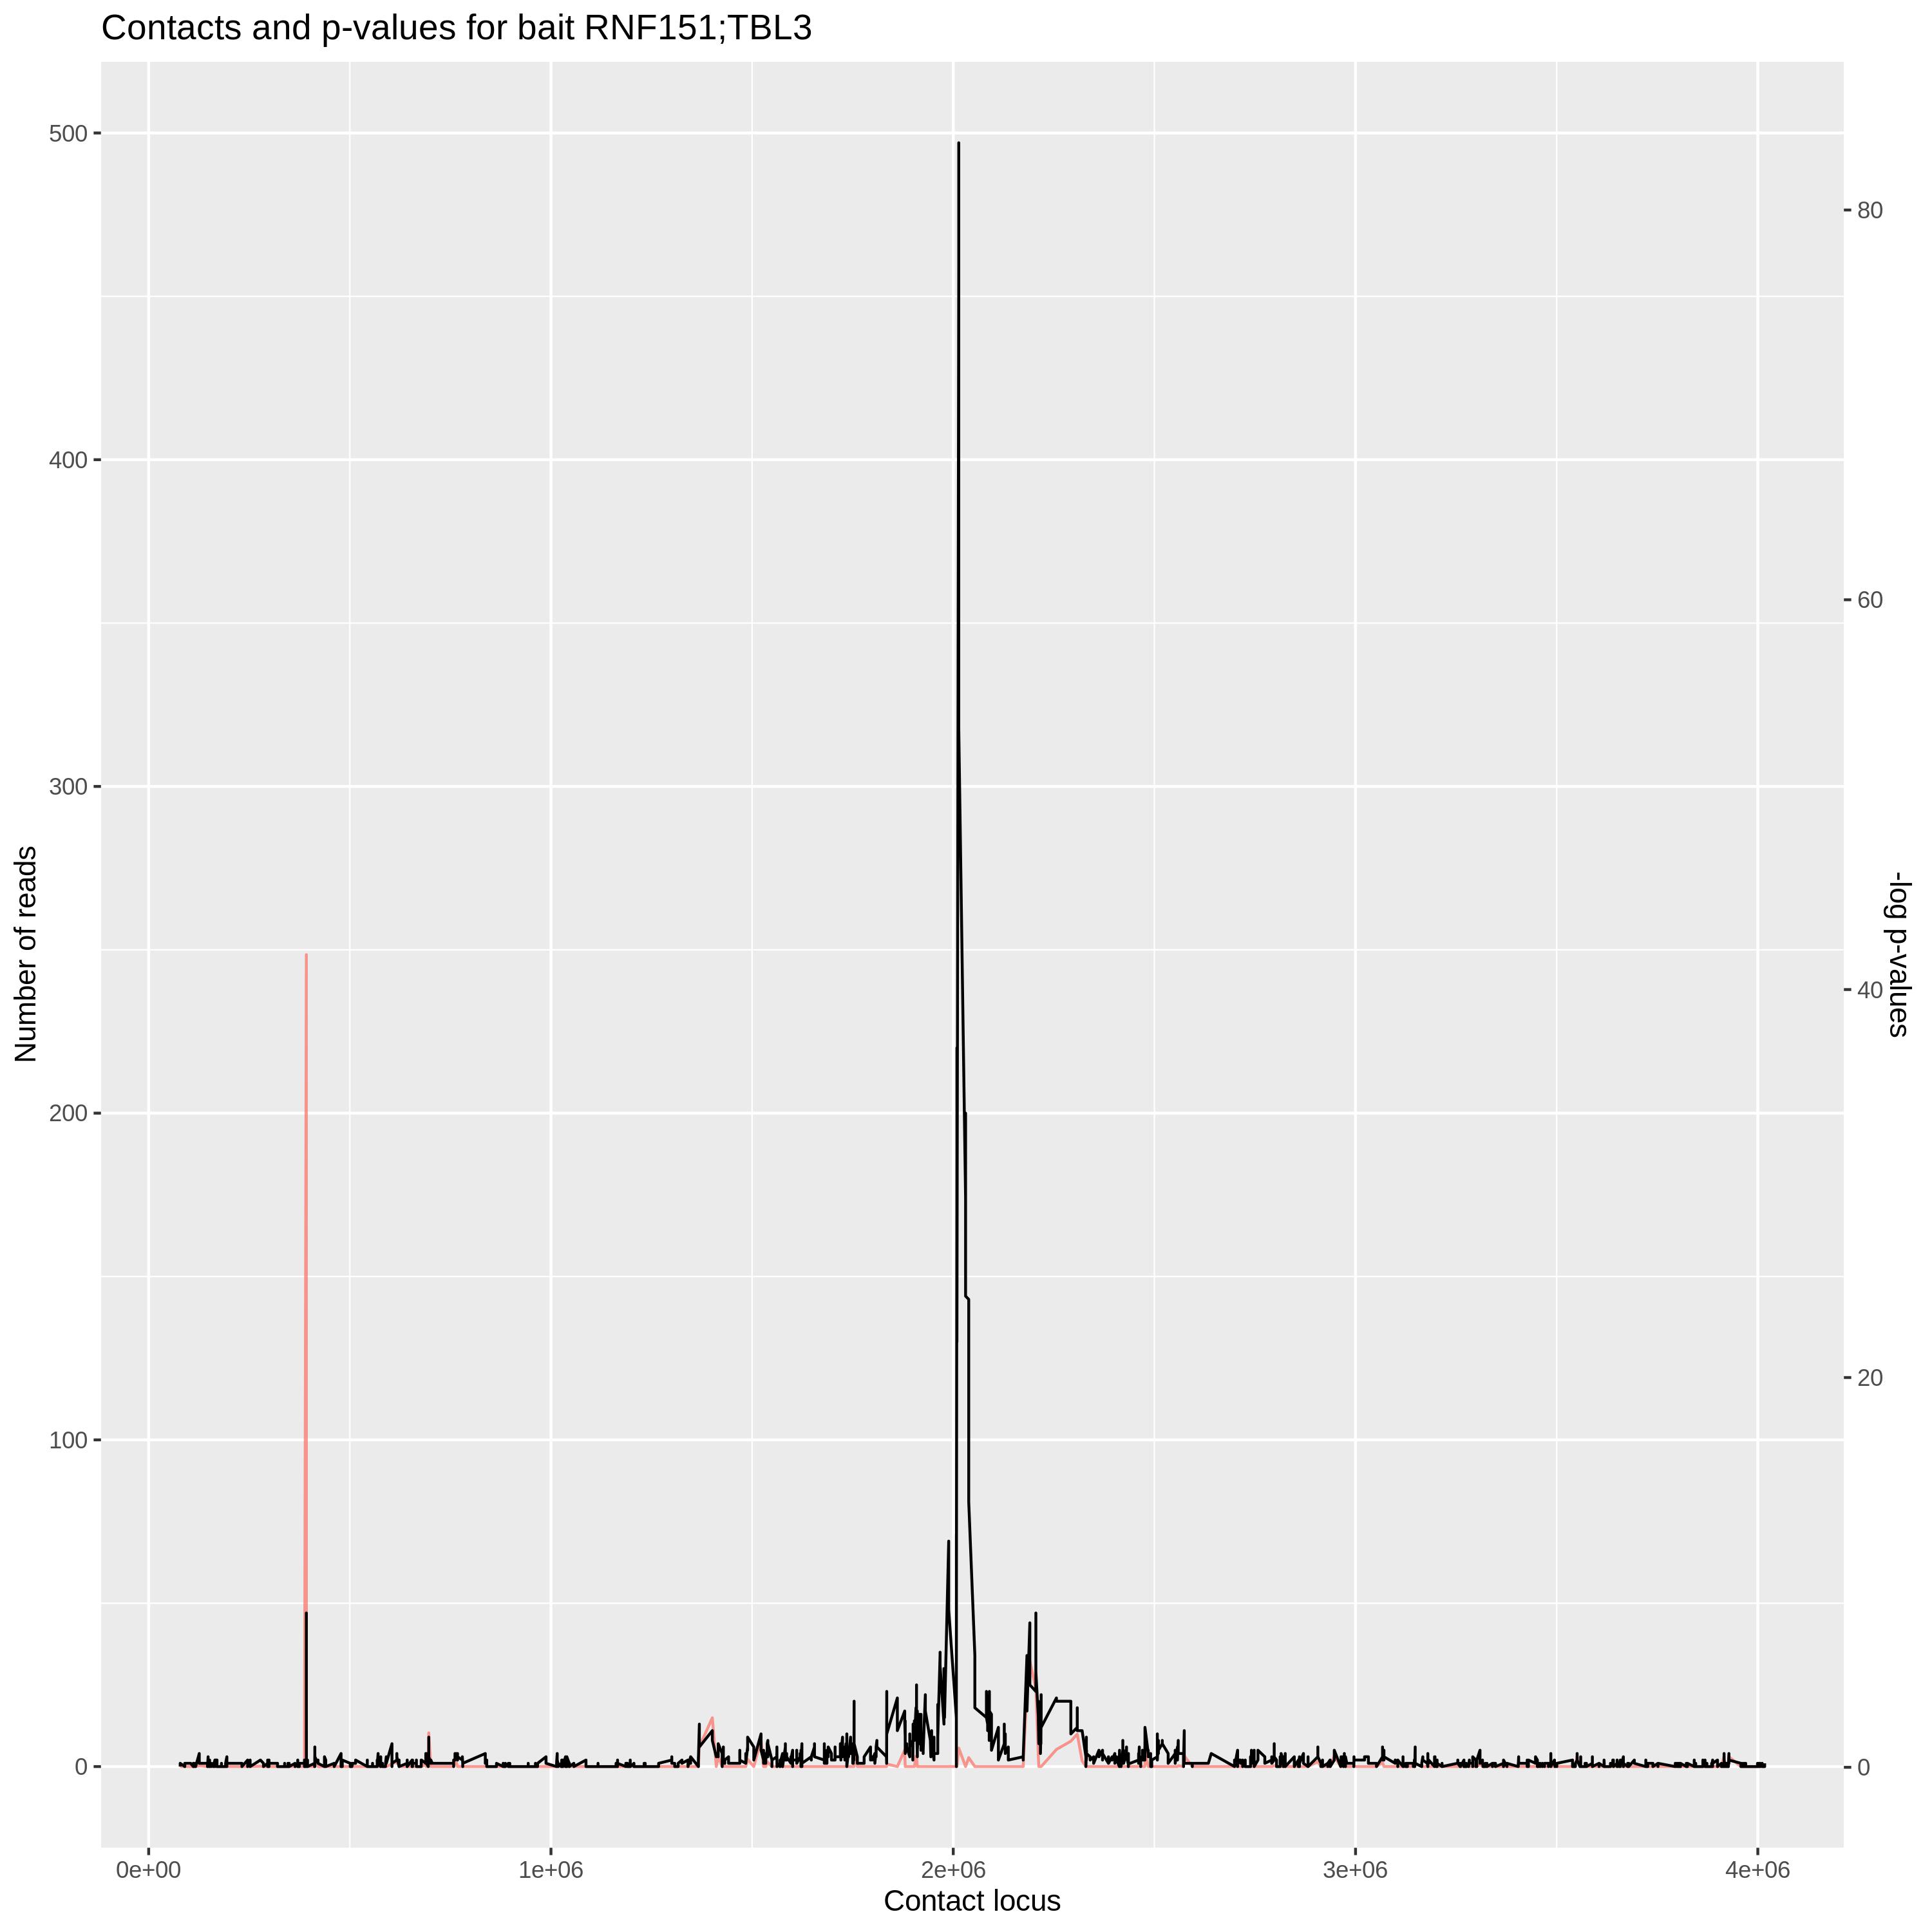 Contacts and p-values for bait RNF151;TBL3
500
400
300
200
100
0
Number of reads
80
60
40
20
0
-log p-values
0e+00
1e+06
2e+06
3e+06
4e+06
Contact locus